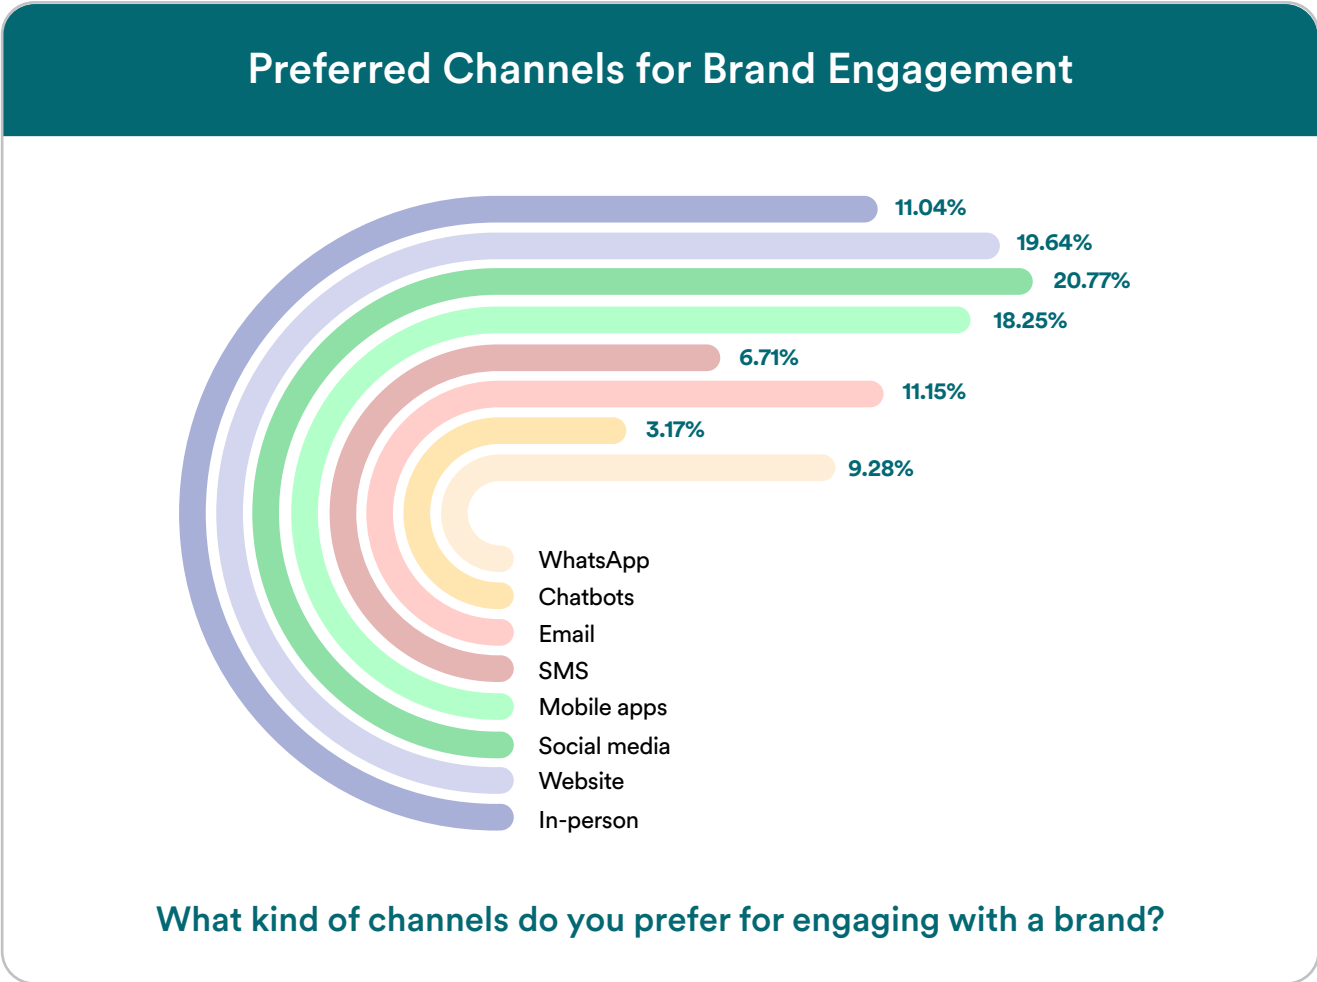 Preferred Channels for Brand Engagement
11.04%
19.64%
20.77%
18.25%
6.71%
11.15%
3.17%
9.28%
WhatsApp
Chatbots
Email
SMS
Mobile apps
Social media
Website
In-person
What kind of channels do you prefer for engaging with a brand?